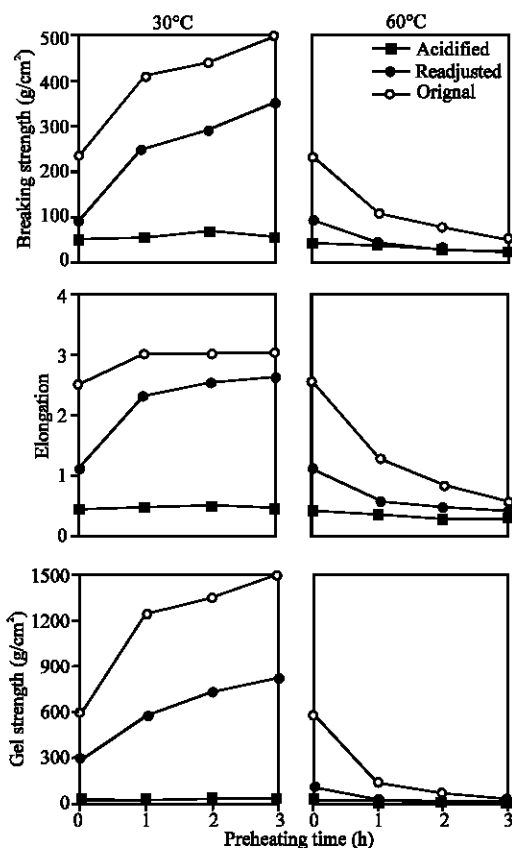 30°C
60°C
Breaking strength (g/cm²)
500
400
300
200
100
0
Acidified
Readjusted
Orignal
Elongation
4
3
2
1
0
Gel strength (g/cm²)
1500
1200
900
600
300
0
0 1 2 3 0 1 2 3
Preheating time (h)